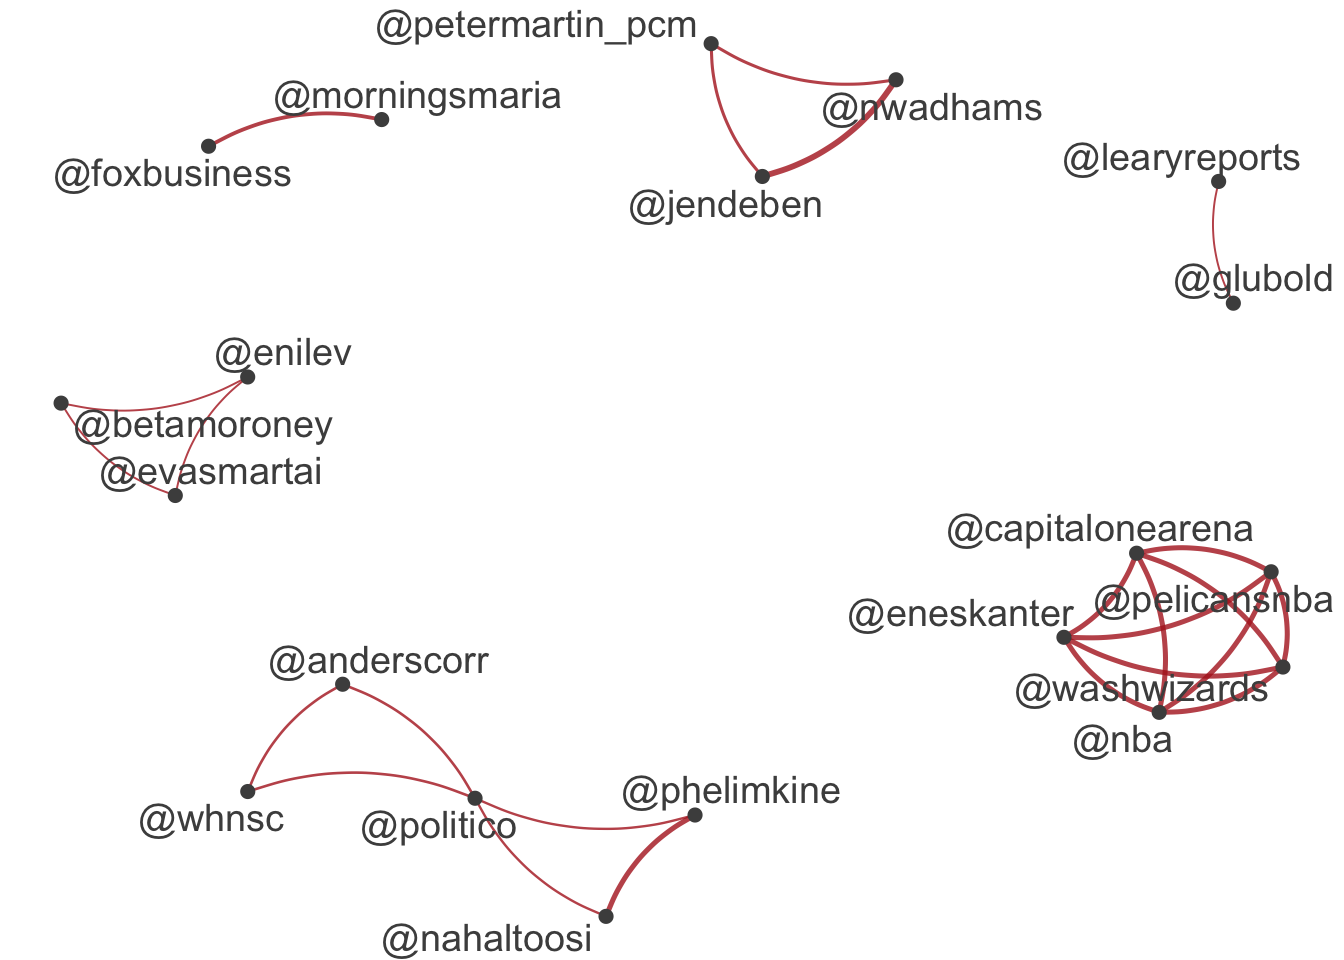 @petermartin_pcm
@morningsmaria
@nwadhams
@foxbusiness
@learyreports
@jendeben
@glubold
@enilev
@betamoroney
@evasmartai
@capitalonearena
@pelicansnba
@eneskanter
@anderscorr
@washwizards
@nba
@phelimkine
@whnsc
@politico
@nahaltoosi